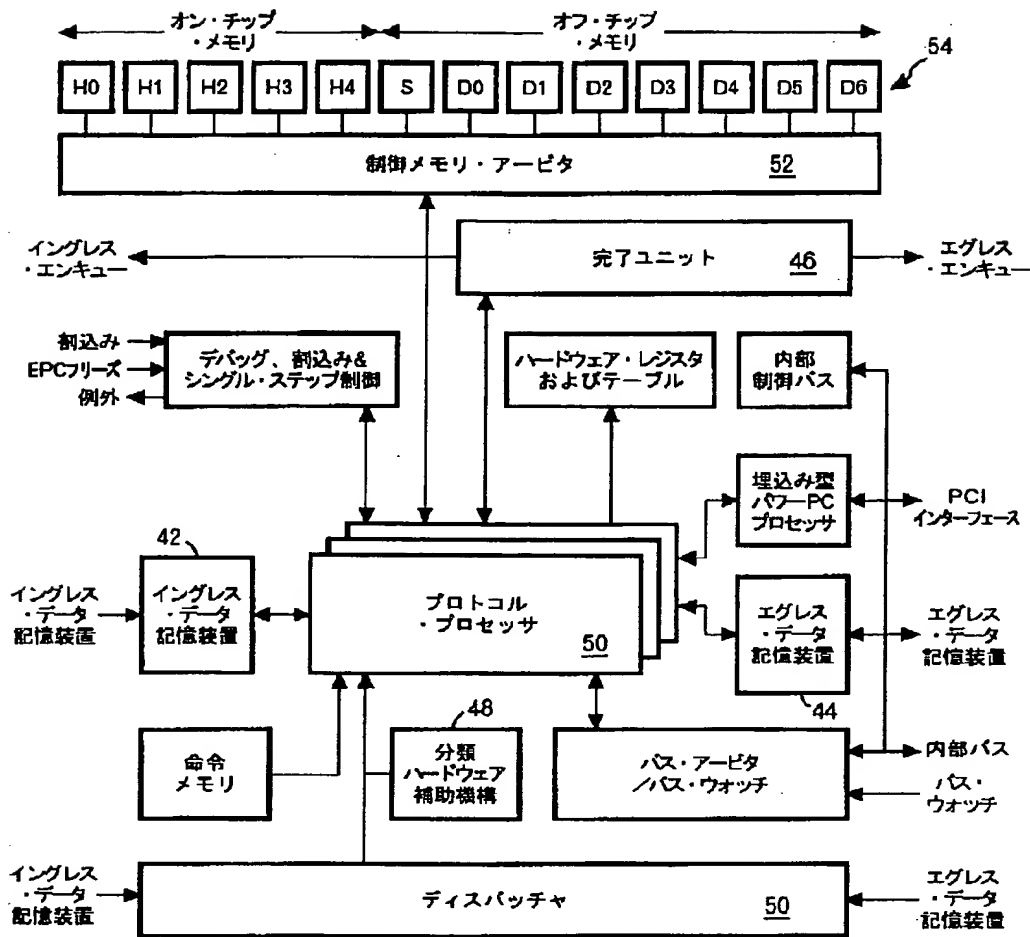 オン・チップ
・メモリ
オフ・チップ
・メモリ
54
H0 H1 H2 H3 H4 S D0 D1 D2 D3 D4 D5 D6
制御メモリ・アービタ 52
イングレス
・エンキュー
完了ユニット 46
エグレス
・エンキュー
割込み
EPCフリーズ
例外
デバッグ、割込み&
シングル・ステップ制御
ハードウェア・レジスタ
およびテーブル
内部
制御バス
埋込み型
パワーPC
プロセッサ
PCI
インターフェース
42
イングレス
・データ
記憶装置
イングレス
・データ
記憶装置
プロトコル
・プロセッサ
50
エグレス
・データ
記憶装置
エグレス
・データ
記憶装置
44
命令
メモリ
48
分類
ハードウェア
補助機構
バス・アービタ
/バス・ウォッチ
内部バス
バス・
ウォッチ
イングレス
・データ
記憶装置
ディスパッチャ 50
エグレス
・データ
記憶装置